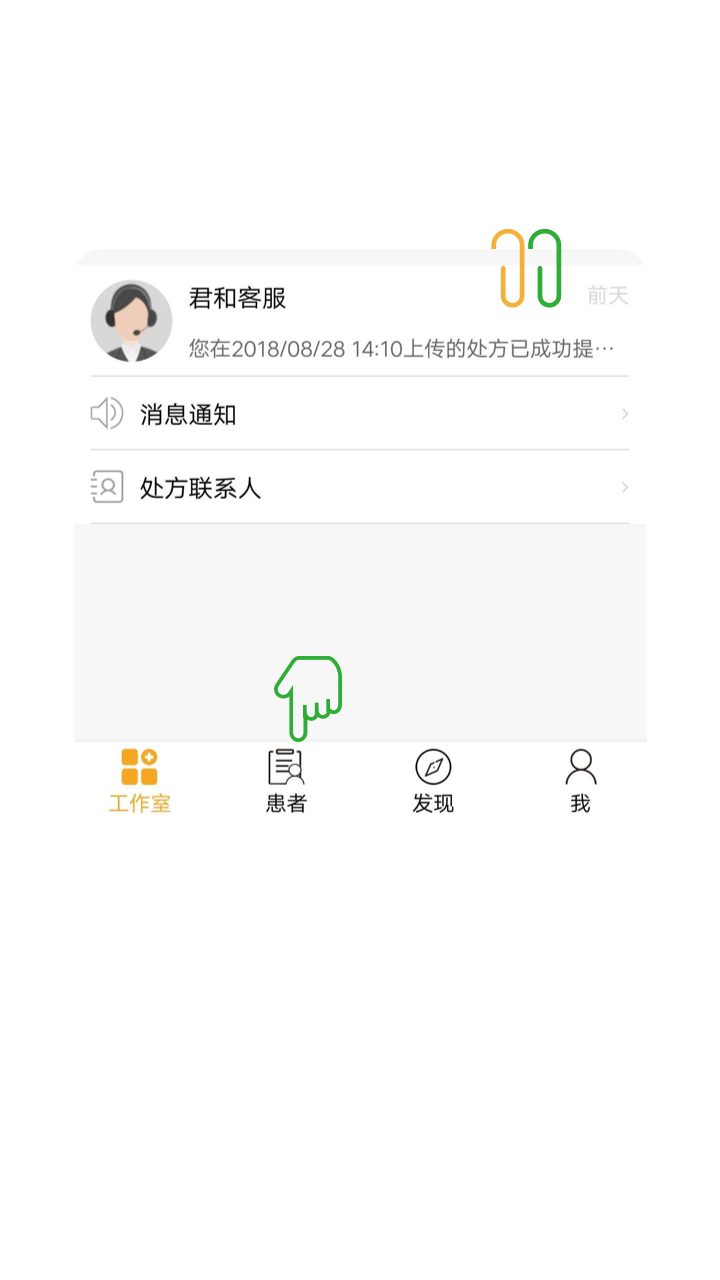 君和客服
前天
您在2018/08/28 14:10上传的处方已成功提…
消息通知
处方联系人
工作室
患者
发现
我